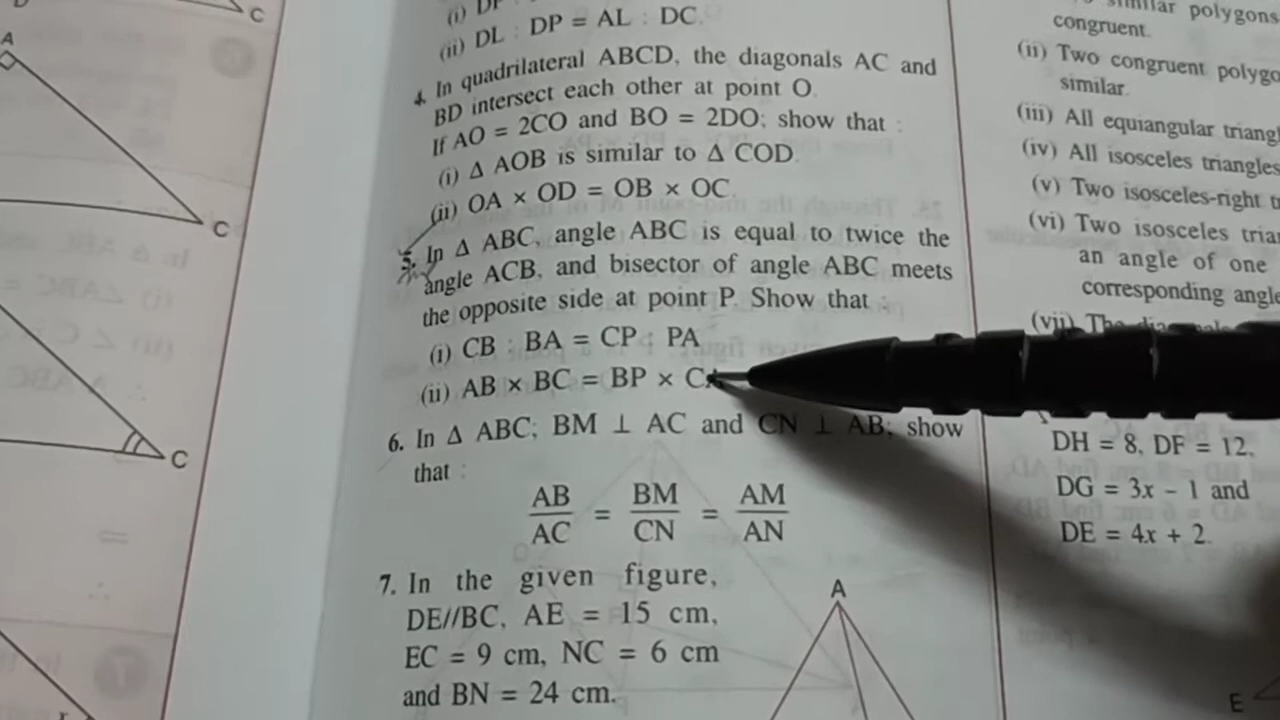 C
A
C
C
(i) DP
(ii) DL : DP = AL : DC.
4. In quadrilateral ABCD, the diagonals AC and
BD intersect each other at point O.
If AO = 2CO and BO = 2DO; show that :
(i) Δ AOB is similar to Δ COD.
(ii) OA × OD = OB × OC.
5. In Δ ABC, angle ABC is equal to twice the
angle ACB, and bisector of angle ABC meets
the opposite side at point P. Show that :
(i) CB : BA = CP : PA
(ii) AB × BC = BP × CA
6. In Δ ABC; BM ⊥ AC and CN ⊥ AB; show
that :
AB/AC = BM/CN = AM/AN
7. In the given figure,
DE//BC, AE = 15 cm,
EC = 9 cm, NC = 6 cm
and BN = 24 cm.
A
similar polygons
congruent.
(ii) Two congruent
similar.
(iii) All equiangular
(iv) All isosceles triangles
(v) Two isosceles-right
(vi) Two isosceles
an angle of one
corresponding
(vii) The
DH = 8, DF = 12,
DG = 3x − 1 and
DE = 4x + 2.
E